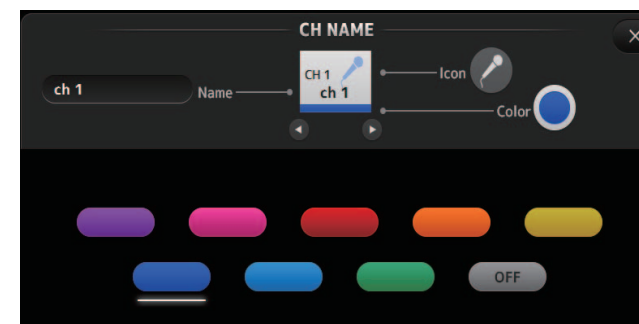 CH NAME
ch 1
Name
CH 1
ch 1
Icon
Color
OFF